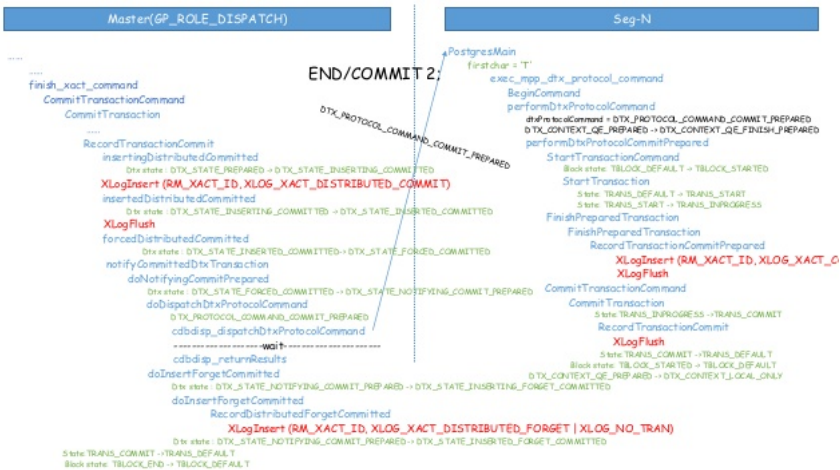 Master(GP_ROLE_DISPATCH)
.....
.....
finish_xact_command
CommitTransactionCommand
CommitTransaction
.....
RecordTransactionCommit
insertingDistributedCommitted
Dtx state : DTX_STATE_PREPARED -> DTX_STATE_INSERTING_COMMITTED
XLogInsert (RM_XACT_ID, XLOG_XACT_DISTRIBUTED_COMMIT)
insertedDistributedCommitted
Dtx state : DTX_STATE_INSERTING_COMMITTED -> DTX_STATE_INSERTED_COMMITTED
XLogFlush
forcedDistributedCommitted
Dtx state : DTX_STATE_INSERTED_COMMITTED-> DTX_STATE_FORCED_COMMITTED
notifyCommittedDtxTransaction
doNotifyingCommitPrepared
Dtx state : DTX_STATE_FORCED_COMMITTED -> DTX_STATE_NOTIFYING_COMMIT_PREPARED
doDispatchDtxProtocolCommand
DTX_PROTOCOL_COMMAND_COMMIT_PREPARED
cdbdisp_dispatchDtxProtocolCommand
--------------------wait--------------------
cdbdisp_returnResults
doInsertForgetCommitted
Dtx state : DTX_STATE_NOTIFYING_COMMIT_PREPARED -> DTX_STATE_INSERTING_FORGET_COMMITTED
doInsertForgetCommitted
RecordDistributedForgetCommitted
XLogInsert (RM_XACT_ID, XLOG_XACT_DISTRIBUTED_FORGET | XLOG_NO_TRAN)
Dtx state : DTX_STATE_NOTIFYING_COMMIT_PREPARED-> DTX_STATE_INSERTED_FORGET_COMMITTED
State:TRANS_COMMIT ->TRANS_DEFAULT
Block state: TBLOCK_END -> TBLOCK_DEFAULT
END/COMMIT 2;
DTX_PROTOCOL_COMMAND_COMMIT_PREPARED
Seg-N
PostgresMain
firstchar = 'T'
exec_mpp_dtx_protocol_command
BeginCommand
performDtxProtocolCommand
dtxProtocolCommand = DTX_PROTOCOL_COMMAND_COMMIT_PREPARED
DTX_CONTEXT_QE_PREPARED -> DTX_CONTEXT_QE_FINISH_PREPARED
performDtxProtocolCommitPrepared
StartTransactionCommand
Block state: TBLOCK_DEFAULT -> TBLOCK_STARTED
StartTransaction
State: TRANS_DEFAULT -> TRANS_START
State: TRANS_START -> TRANS_INPROGRESS
FinishPreparedTransaction
FinishPreparedTransaction
RecordTransactionCommitPrepared
XLogInsert (RM_XACT_ID, XLOG_XACT_CO
XLogFlush
CommitTransactionCommand
CommitTransaction
State: TRANS_INPROGRESS ->TRANS_COMMIT
RecordTransactionCommit
XLogFlush
State:TRANS_COMMIT ->TRANS_DEFAULT
Block state: TBLOCK_STARTED -> TBLOCK_DEFAULT
DTX_CONTEXT_QE_PREPARED -> DTX_CONTEXT_LOCAL_ONLY